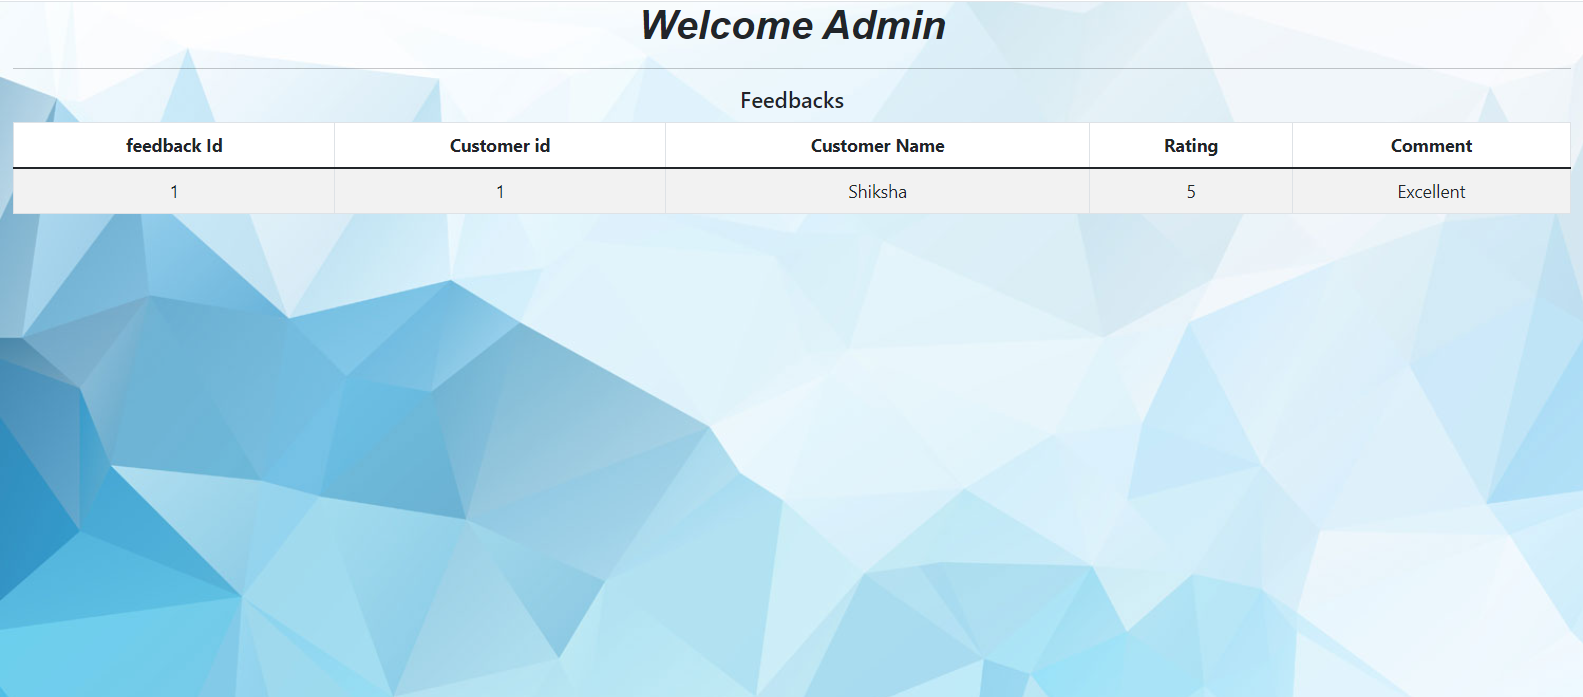 Welcome Admin
Feedbacks
feedback Id Customer id Customer Name Rating Comment
1 1 Shiksha 5 Excellent